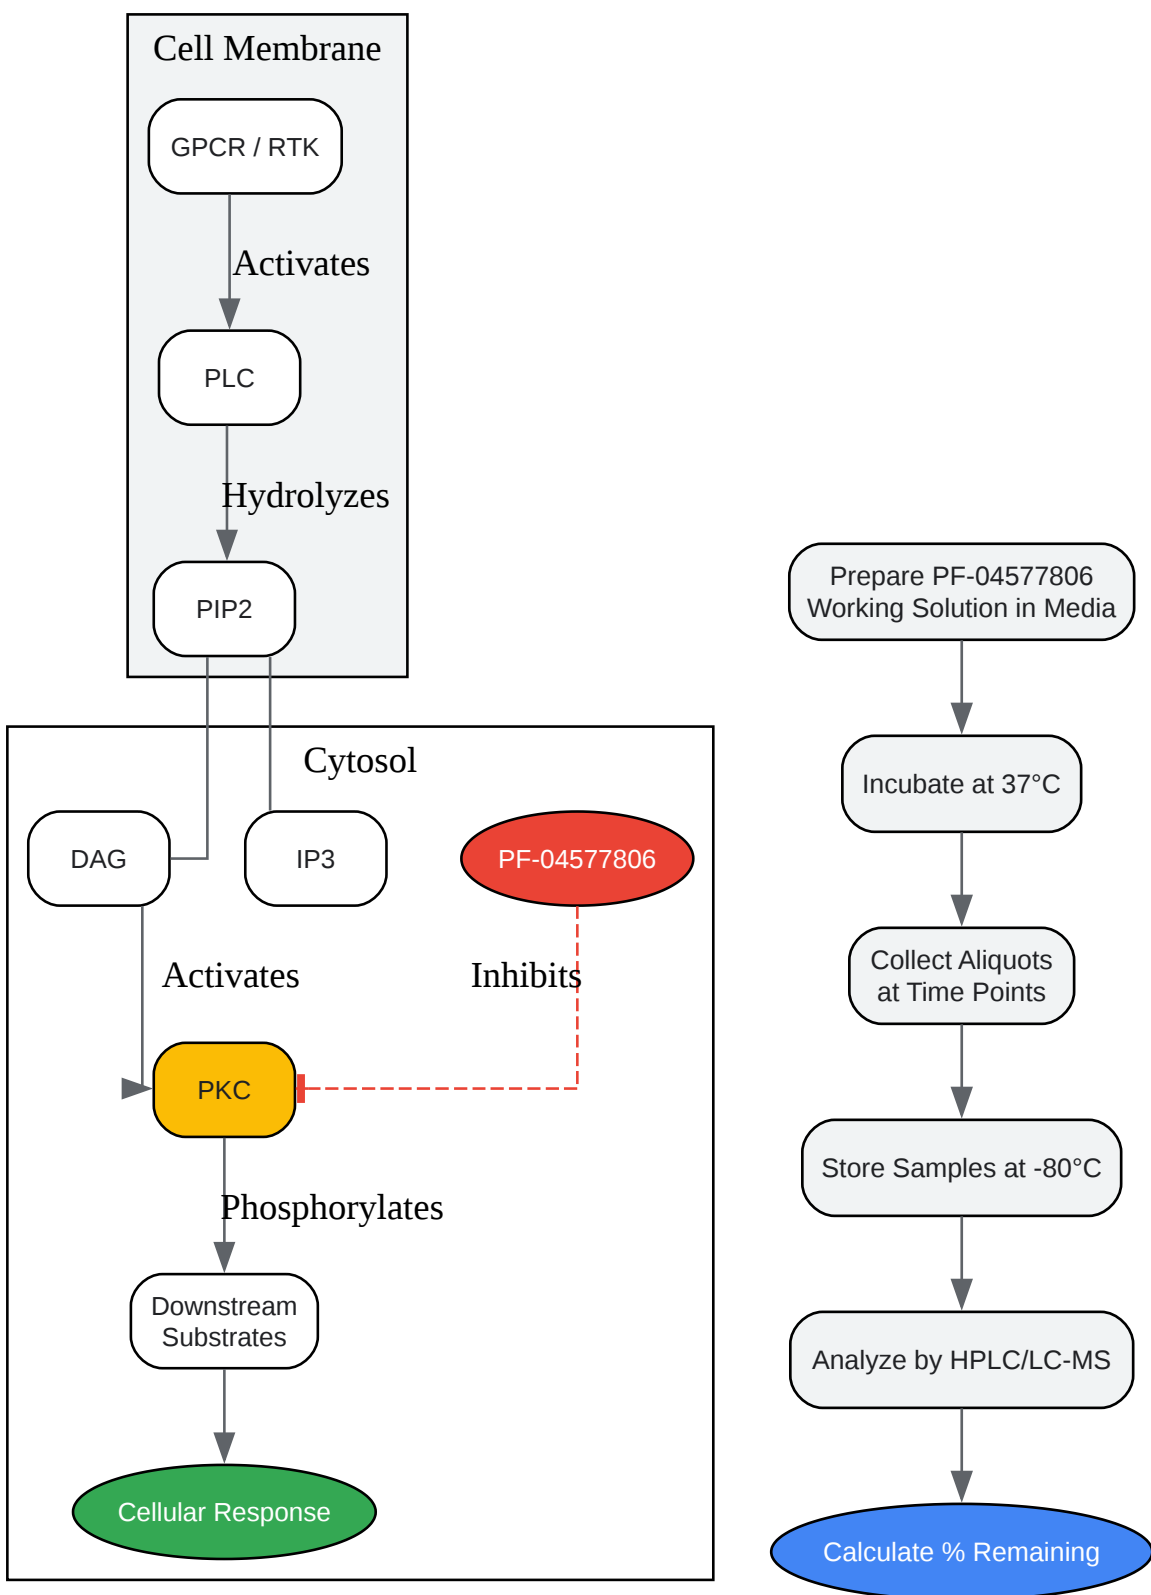 Cell Membrane
GPCR / RTK
Activates
PLC
Hydrolyzes
PIP2
Cytosol
DAG
IP3
PF-04577806
Activates
Inhibits
PKC
Phosphorylates
Downstream
Substrates
Cellular Response
Prepare PF-04577806
Working Solution in Media
Incubate at 37°C
Collect Aliquots
at Time Points
Store Samples at -80°C
Analyze by HPLC/LC-MS
Calculate % Remaining